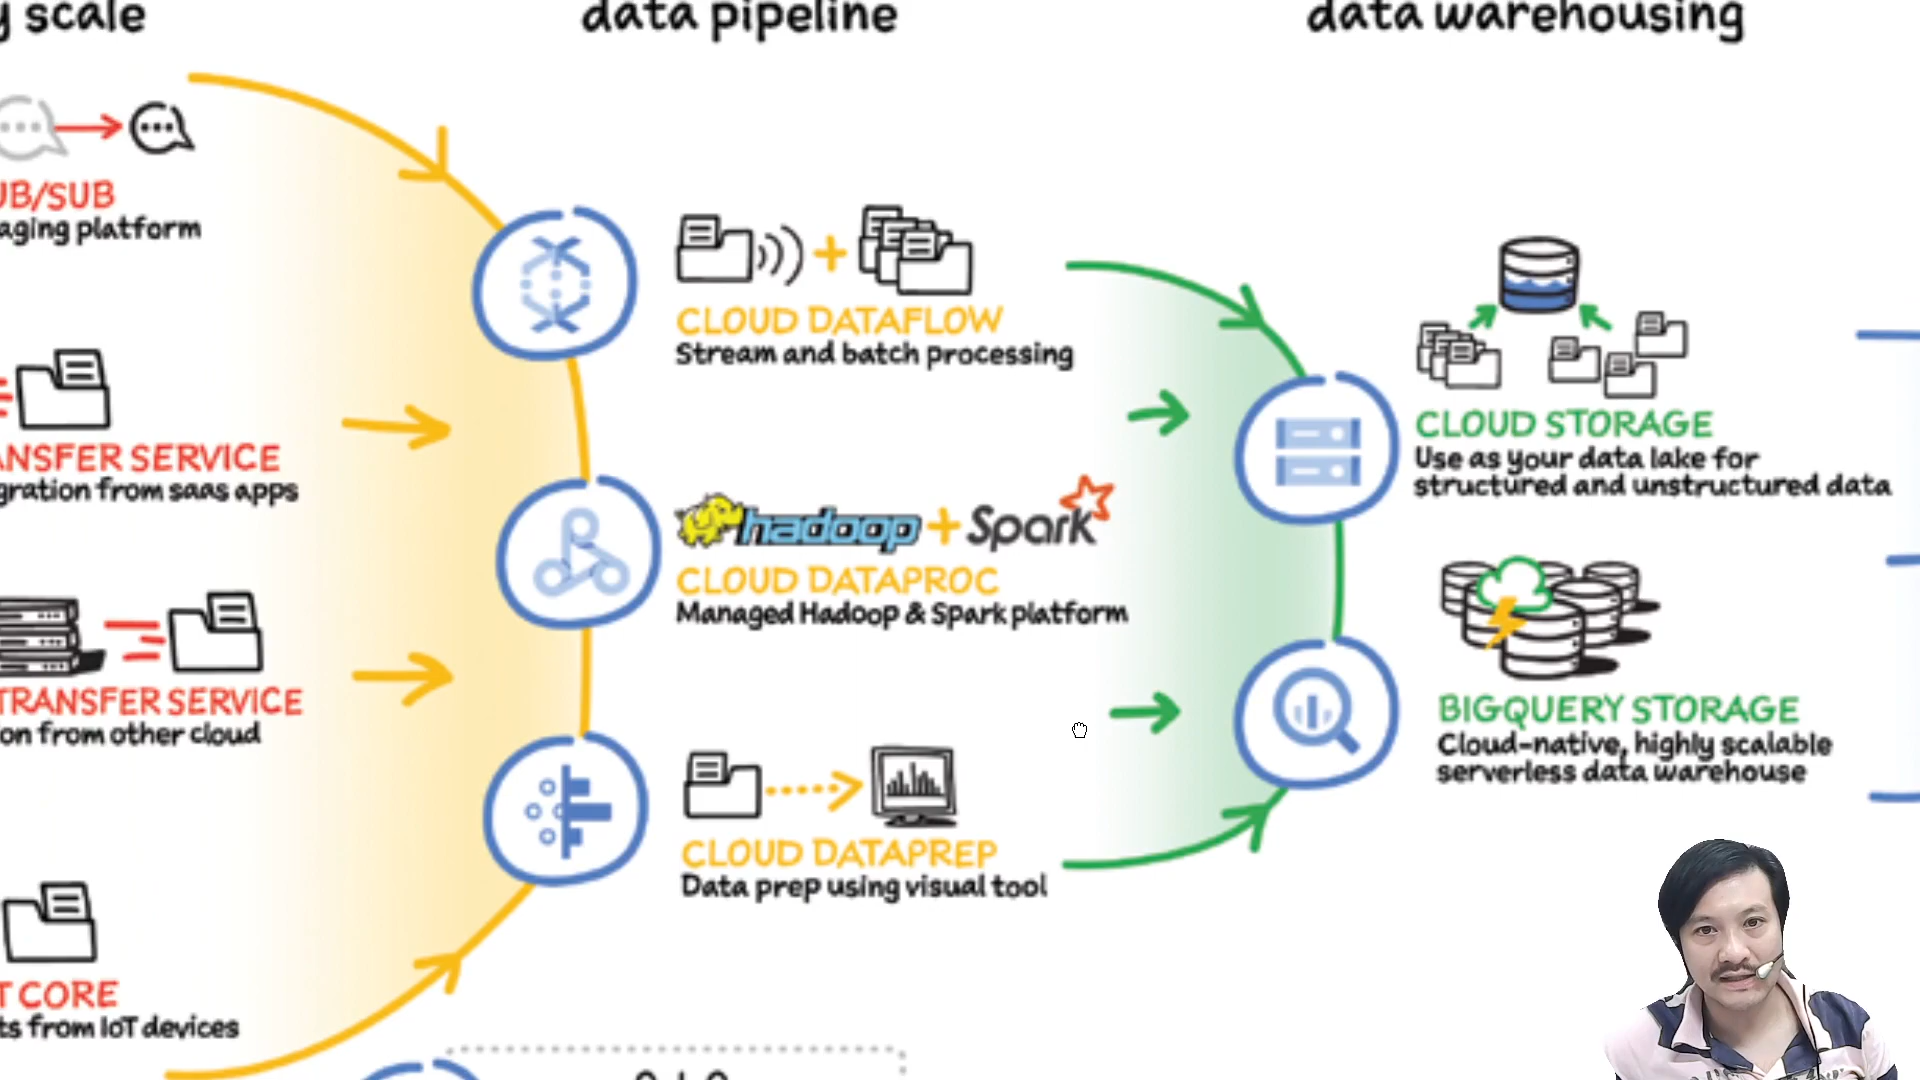 y scale
data pipeline
data warehousing
UB/SUB
aging platform
ANSFER SERVICE
gration from saas apps
TRANSFER SERVICE
on from other cloud
T CORE
ts from IoT devices
CLOUD DATAFLOW
Stream and batch processing
hadoop + Spark
CLOUD DATAPROC
Managed Hadoop & Spark platform
CLOUD DATAPREP
Data prep using visual tool
CLOUD STORAGE
Use as your data lake for
structured and unstructured data
BIGQUERY STORAGE
Cloud-native, highly scalable
serverless data warehouse